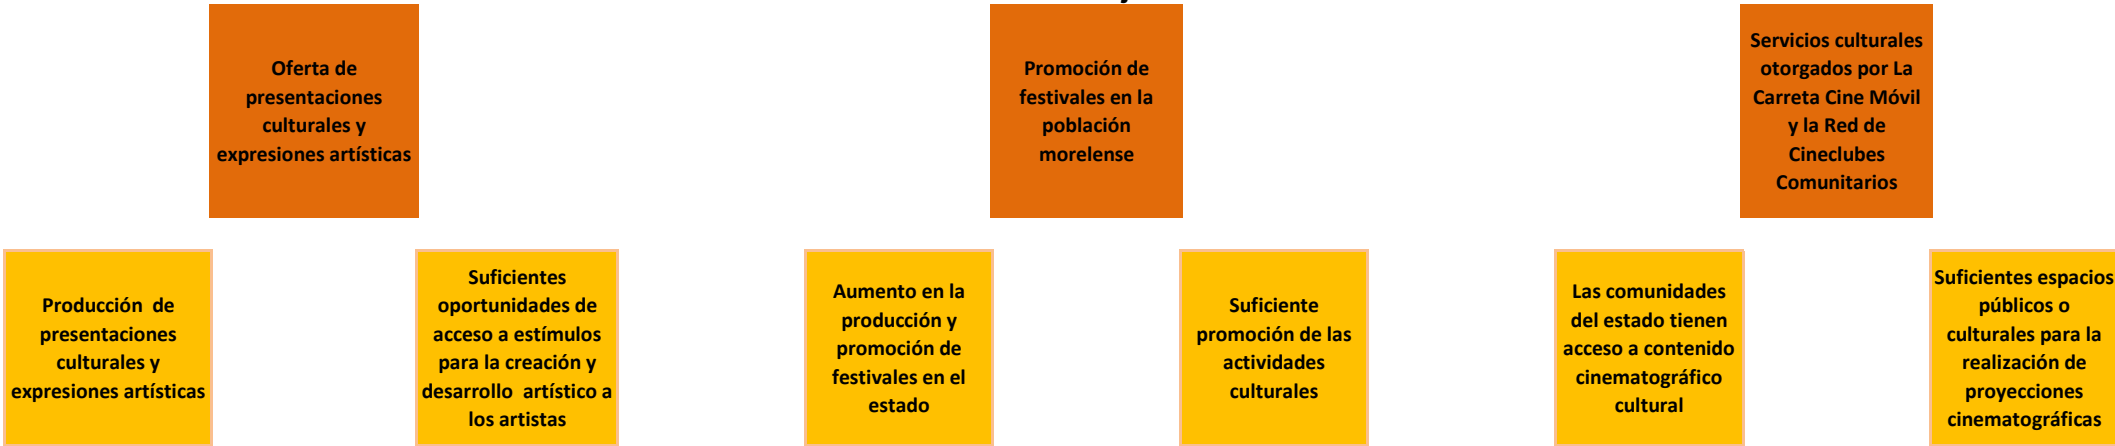 Oferta de
presentaciones
culturales y
expresiones artísticas
Promoción de
festivales en la
población
morelense
Servicios culturales
otorgados por La
Carreta Cine Móvil
y la Red de
Cineclubes
Comunitarios
Producción de
presentaciones
culturales y
expresiones artísticas
Suficientes
oportunidades de
acceso a estímulos
para la creación y
desarrollo artístico a
los artistas
Aumento en la
producción y
promoción de
festivales en el
estado
Suficiente
promoción de las
actividades
culturales
Las comunidades
del estado tienen
acceso a contenido
cinematográfico
cultural
Suficientes espacios
públicos o
culturales para la
realización de
proyecciones
cinematográficas